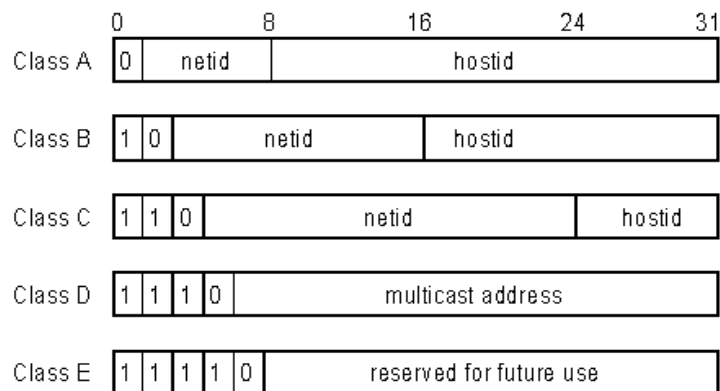 0 8 16 24 31
Class A 0 netid hostid
Class B 1 0 netid hostid
Class C 1 1 0 netid hostid
Class D 1 1 1 0 multicast address
Class E 1 1 1 1 0 reserved for future use